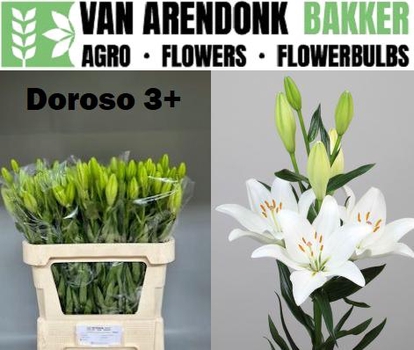 VAN ARENDONK BAKKER
AGRO · FLOWERS · FLOWERBULBS
Doroso 3+